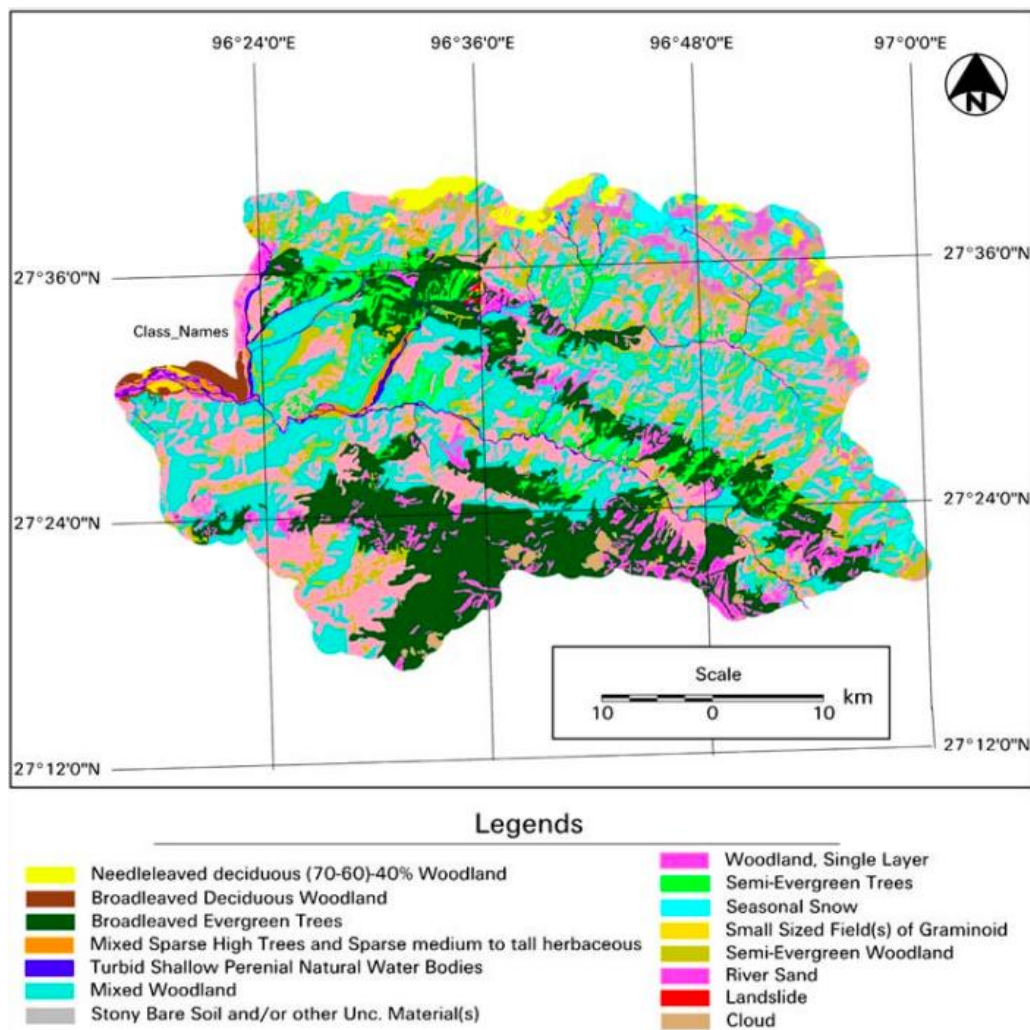 96°24'0"E 96°36'0"E 96°48'0"E 97°0'0"E
N
27°36'0"N 27°36'0"N
Class_Names
27°24'0"N 27°24'0"N
Scale
10 0 10 km
27°12'0"N 27°12'0"N
Legends
Needleleaved deciduous (70-60)-40% Woodland
Broadleaved Deciduous Woodland
Broadleaved Evergreen Trees
Mixed Sparse High Trees and Sparse medium to tall herbaceous
Turbid Shallow Perenial Natural Water Bodies
Mixed Woodland
Stony Bare Soil and/or other Unc. Material(s)
Woodland, Single Layer
Semi-Evergreen Trees
Seasonal Snow
Small Sized Field(s) of Graminoid
Semi-Evergreen Woodland
River Sand
Landslide
Cloud